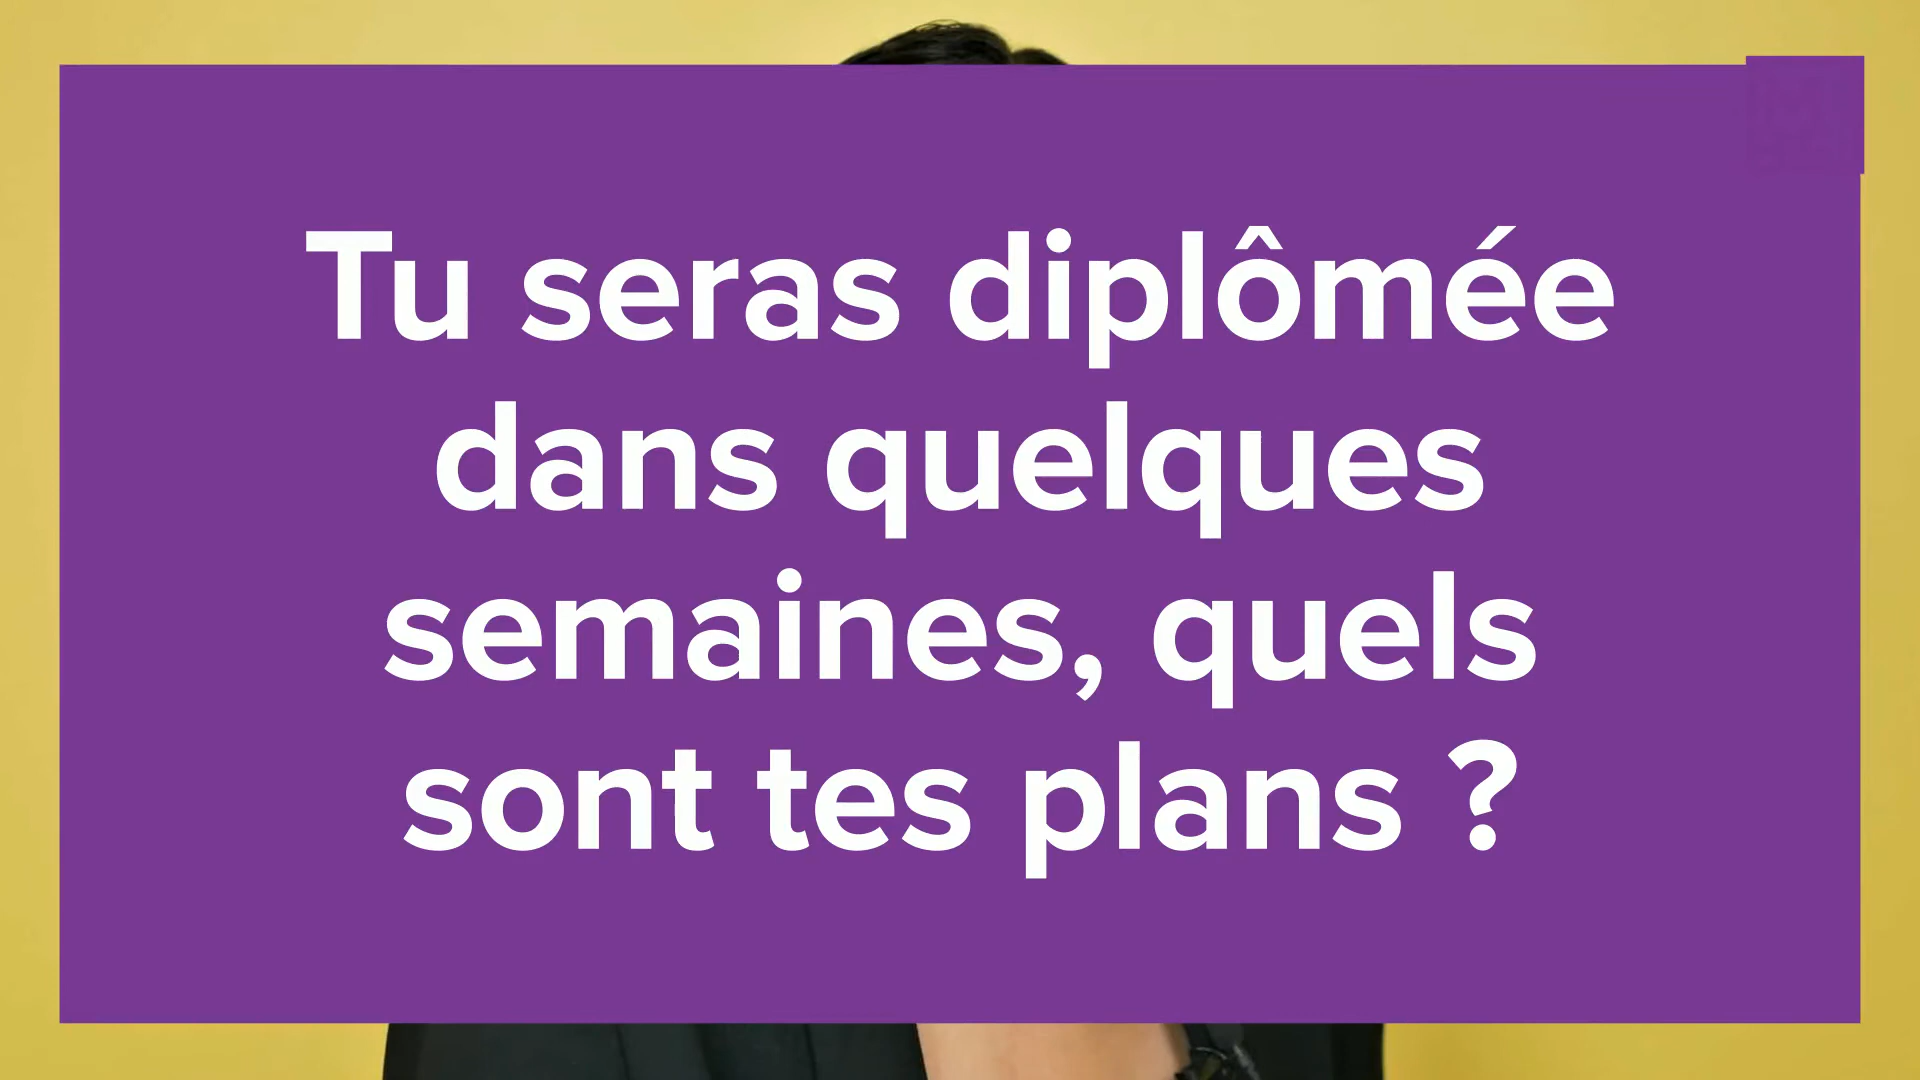 Tu seras diplômée
dans quelques
semaines, quels
sont tes plans ?